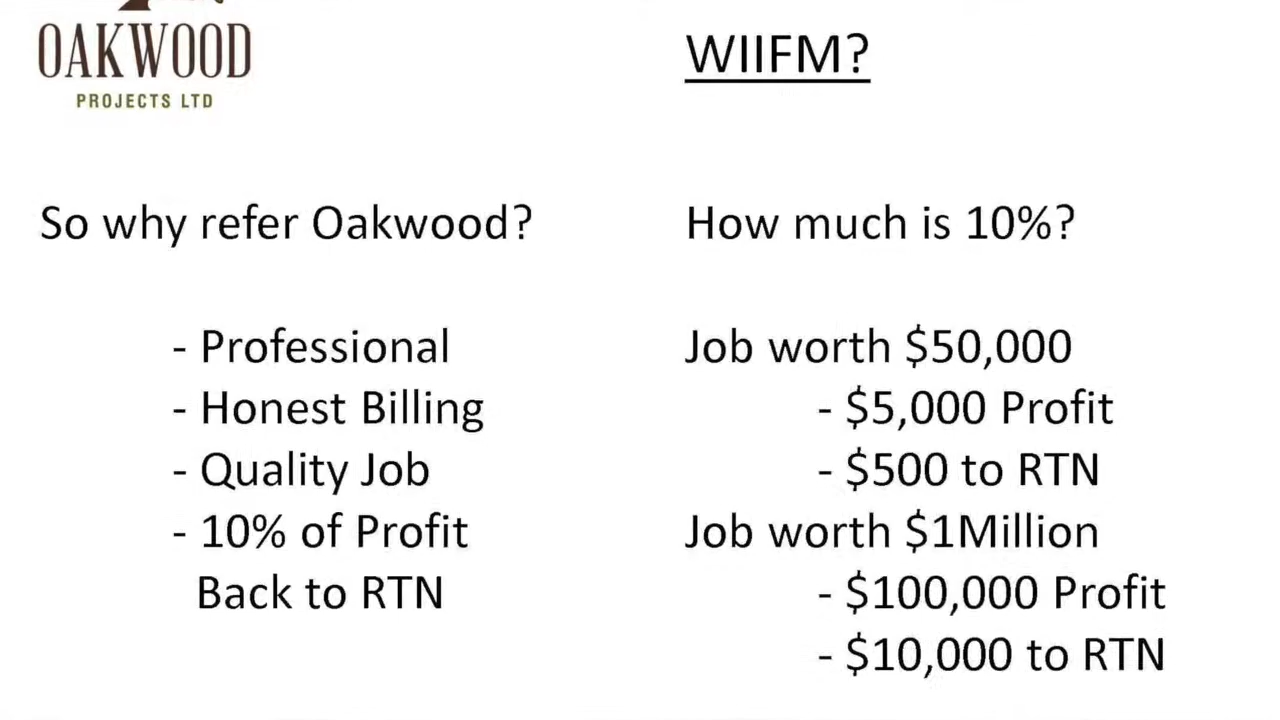 OAKWOOD
PROJECTS LTD
So why refer Oakwood?
- Professional
- Honest Billing
- Quality Job
- 10% of Profit
Back to RTN
WIIFM?
How much is 10%?
Job worth $50,000
- $5,000 Profit
- $500 to RTN
Job worth $1Million
- $100,000 Profit
- $10,000 to RTN